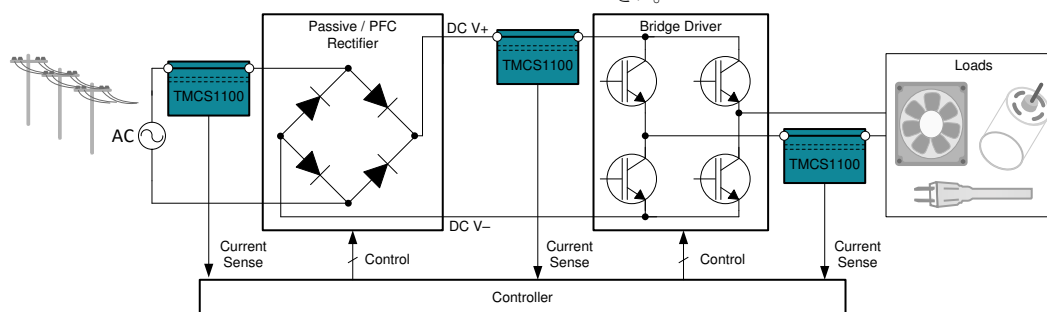 Passive / PFC
Rectifier
DC V+
Bridge Driver
Loads
TMCS1100
TMCS1100
AC
TMCS1100
DC V–
Current
Sense
Control
Current
Sense
Control
Current
Sense
Controller